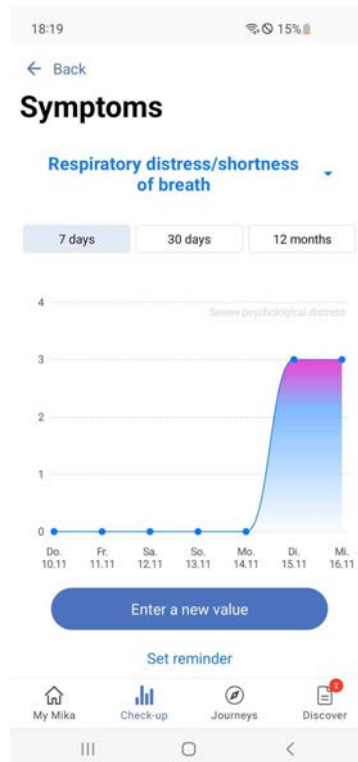 18:19 15%
← Back
Symptoms
Respiratory distress/shortness
of breath
7 days 30 days 12 months
4
Severe psychological distress
3
2
1
0
Do. Fr. Sa. So. Mo. Di. Mi.
10.11 11.11 12.11 13.11 14.11 15.11 16.11
Enter a new value
Set reminder
2
My Mika Check-up Journeys Discover